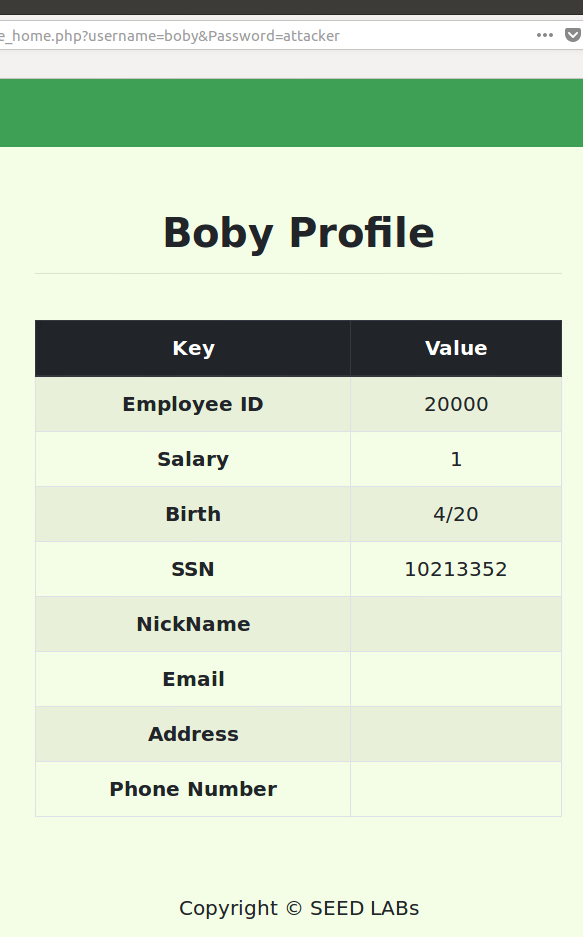 e_home.php?username=boby&Password=attacker
Boby Profile
Key Value
Employee ID 20000
Salary 1
Birth 4/20
SSN 10213352
NickName
Email
Address
Phone Number
Copyright © SEED LABs